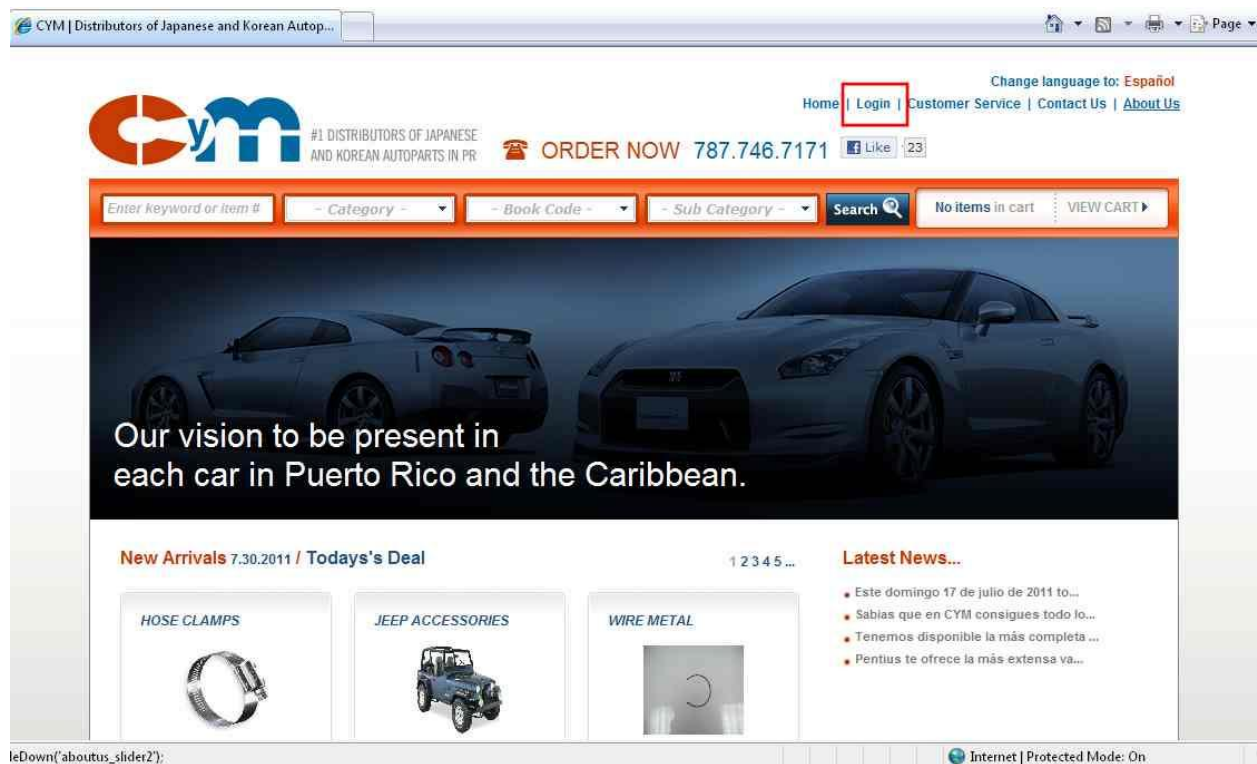 CYM | Distributors of Japanese and Korean Autop...
Page
Change language to: Español
Home | Login | Customer Service | Contact Us | About Us
CyM
#1 DISTRIBUTORS OF JAPANESE
AND KOREAN AUTOPARTS IN PR
ORDER NOW 787.746.7171
Like 23
Enter keyword or item #
- Category -
- Book Code -
- Sub Category -
Search
No items in cart
VIEW CART
Our vision to be present in
each car in Puerto Rico and the Caribbean.
New Arrivals 7.30.2011 / Todays's Deal
1 2 3 4 5 ...
Latest News...
Este domingo 17 de julio de 2011 to...
Sabias que en CYM consigues todo lo...
Tenemos disponible la más completa ...
Pentius te ofrece la más extensa va...
HOSE CLAMPS
JEEP ACCESSORIES
WIRE METAL
leDown('aboutus_slider2');
Internet | Protected Mode: On